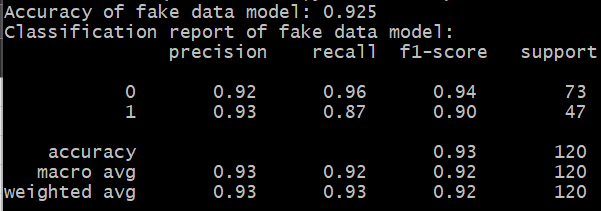 Accuracy of fake data model: 0.925
Classification report of fake data model:
precision recall f1-score support
0 0.92 0.96 0.94 73
1 0.93 0.87 0.90 47
accuracy 0.93 120
macro avg 0.93 0.92 0.92 120
weighted avg 0.93 0.93 0.92 120